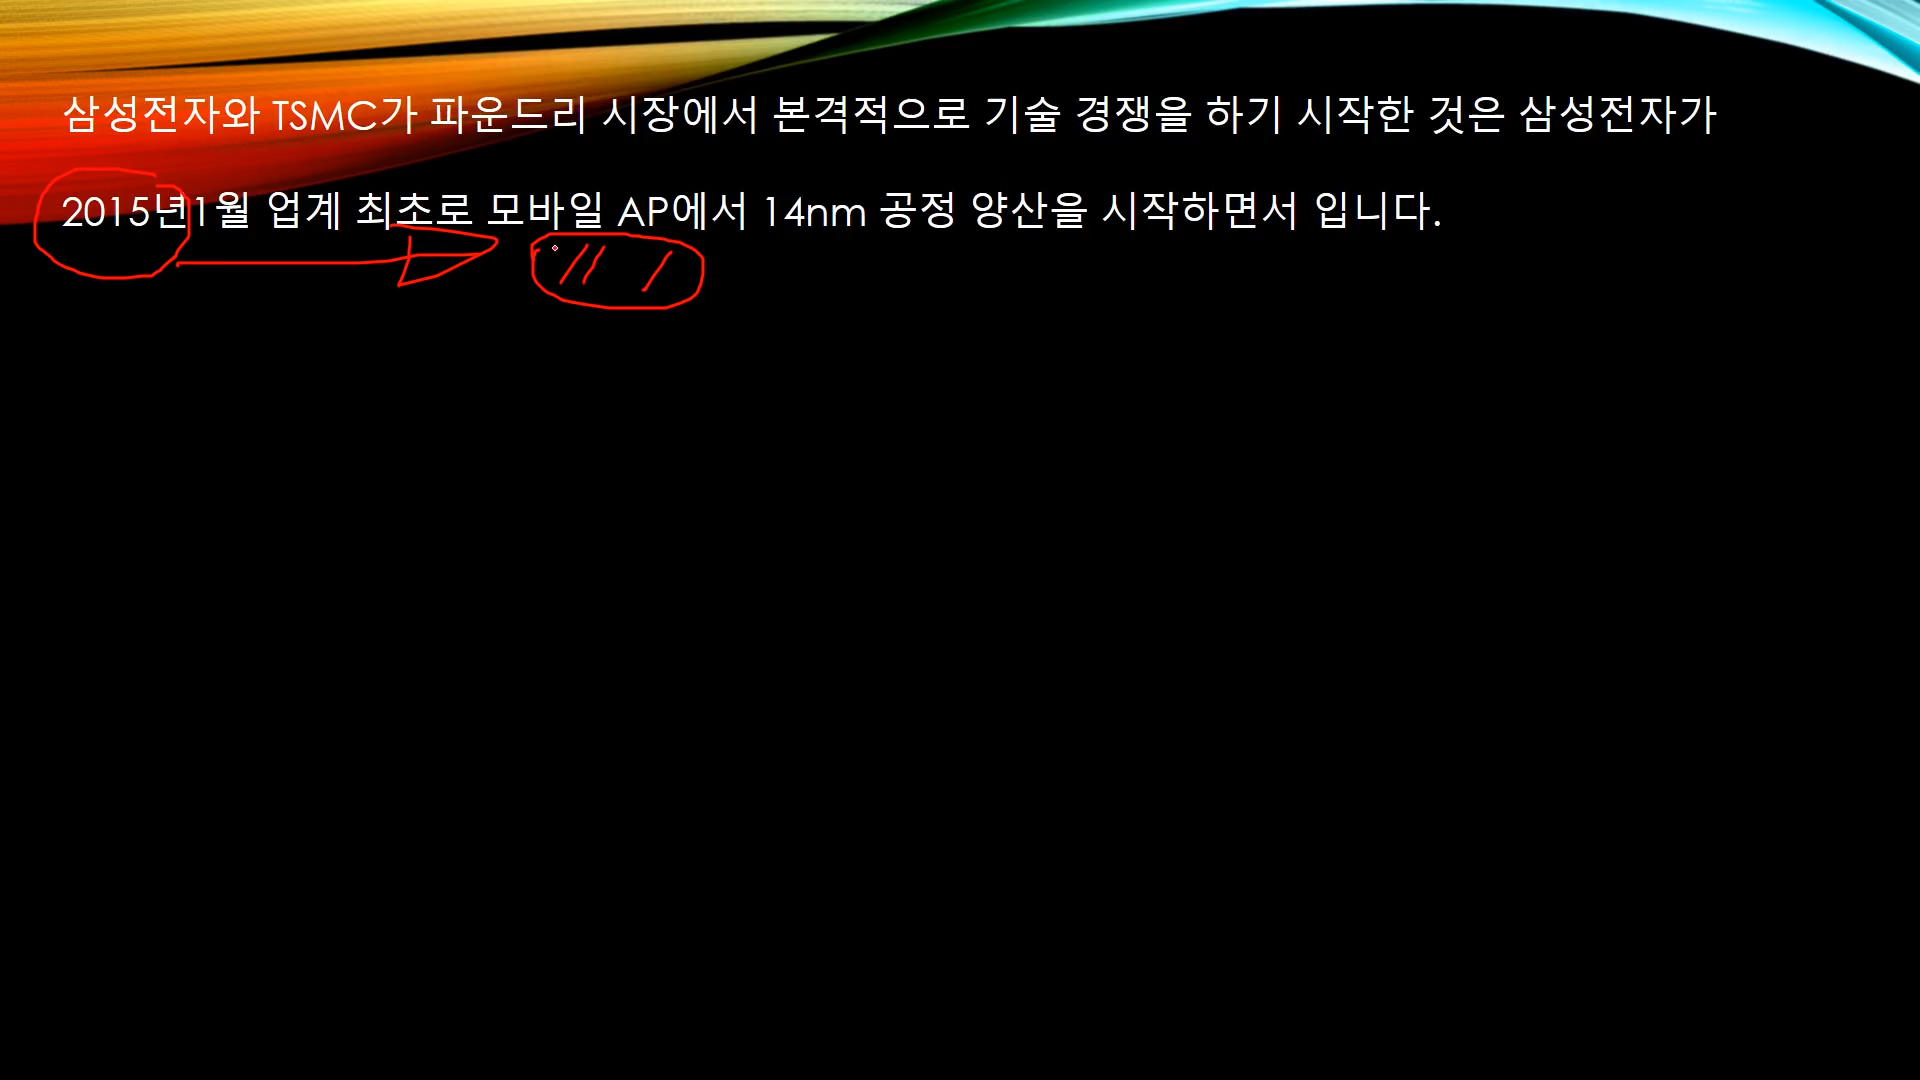 삼성전자와 TSMC가 파운드리 시장에서 본격적으로 기술 경쟁을 하기 시작한 것은 삼성전자가
2015년1월 업계 최초로 모바일 AP에서 14nm 공정 양산을 시작하면서 입니다.